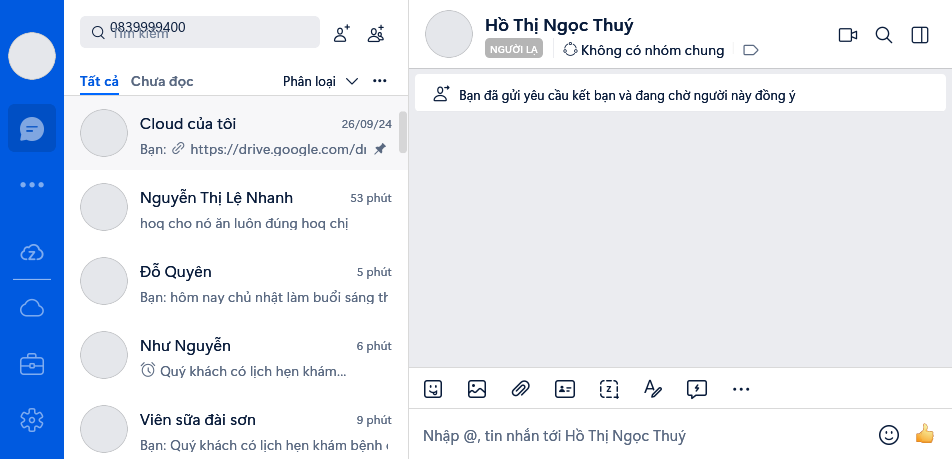 0839999400
Tìm kiếm
Tất cả Chưa đọc Phân loại
Cloud của tôi 26/09/24
Bạn: https://drive.google.com/dr
Nguyễn Thị Lệ Nhanh 53 phút
hoq cho nó ăn luôn đúng hoq chị
Đỗ Quyên 5 phút
Bạn: hôm nay chủ nhật làm buổi sáng th
Như Nguyễn 6 phút
Quý khách có lịch hẹn khám...
Viên sữa đài sơn 9 phút
Bạn: Quý khách có lịch hẹn khám bệnh
Hồ Thị Ngọc Thuý
NGƯỜI LẠ Không có nhóm chung
Bạn đã gửi yêu cầu kết bạn và đang chờ người này đồng ý
Nhập @, tin nhắn tới Hồ Thị Ngọc Thuý